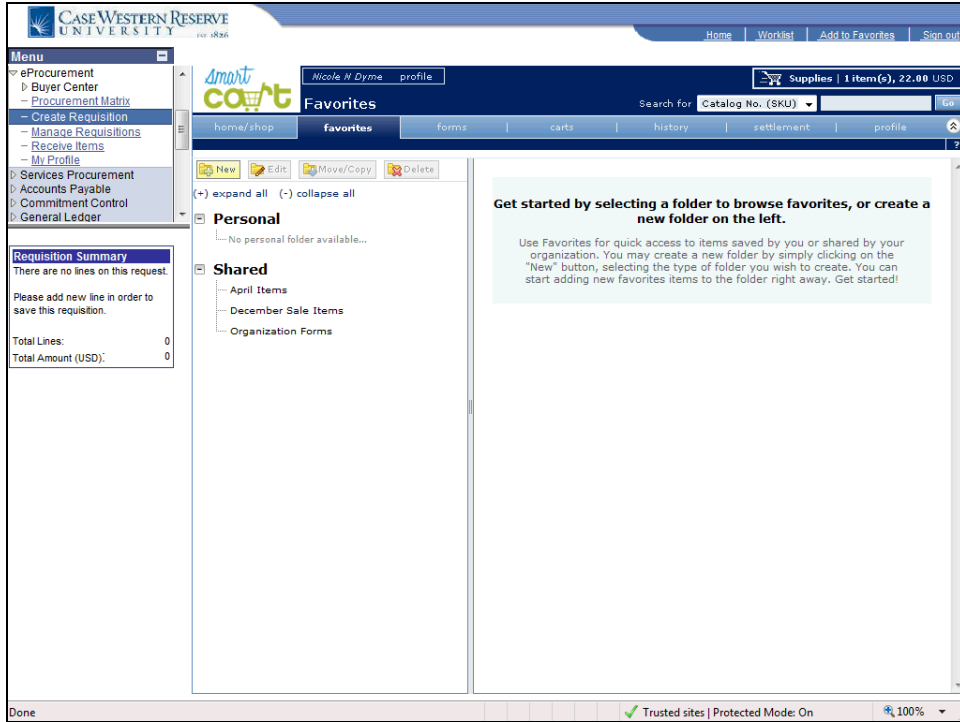 CASE WESTERN RESERVE
UNIVERSITY EST 1826
Home | Worklist | Add to Favorites | Sign out
Menu
eProcurement
Buyer Center
Procurement Matrix
Create Requisition
Manage Requisitions
Receive Items
My Profile
Services Procurement
Accounts Payable
Commitment Control
General Ledger
Requisition Summary
There are no lines on this request.
Please add new line in order to
save this requisition.
Total Lines: 0
Total Amount (USD): 0
smart cart
Nicole N Dyme profile
Supplies | 1 item(s), 22.00 USD
Favorites
Search for Catalog No. (SKU) Go
home/shop favorites forms | carts | history | settlement | profile
?
New Edit Move/Copy Delete
(+) expand all (-) collapse all
Personal
No personal folder available...
Shared
April Items
December Sale Items
Organization Forms
Get started by selecting a folder to browse favorites, or create a
new folder on the left.
Use Favorites for quick access to items saved by you or shared by your
organization. You may create a new folder by simply clicking on the
"New" button, selecting the type of folder you wish to create. You can
start adding new favorites items to the folder right away. Get started!
Done
Trusted sites | Protected Mode: On
100%